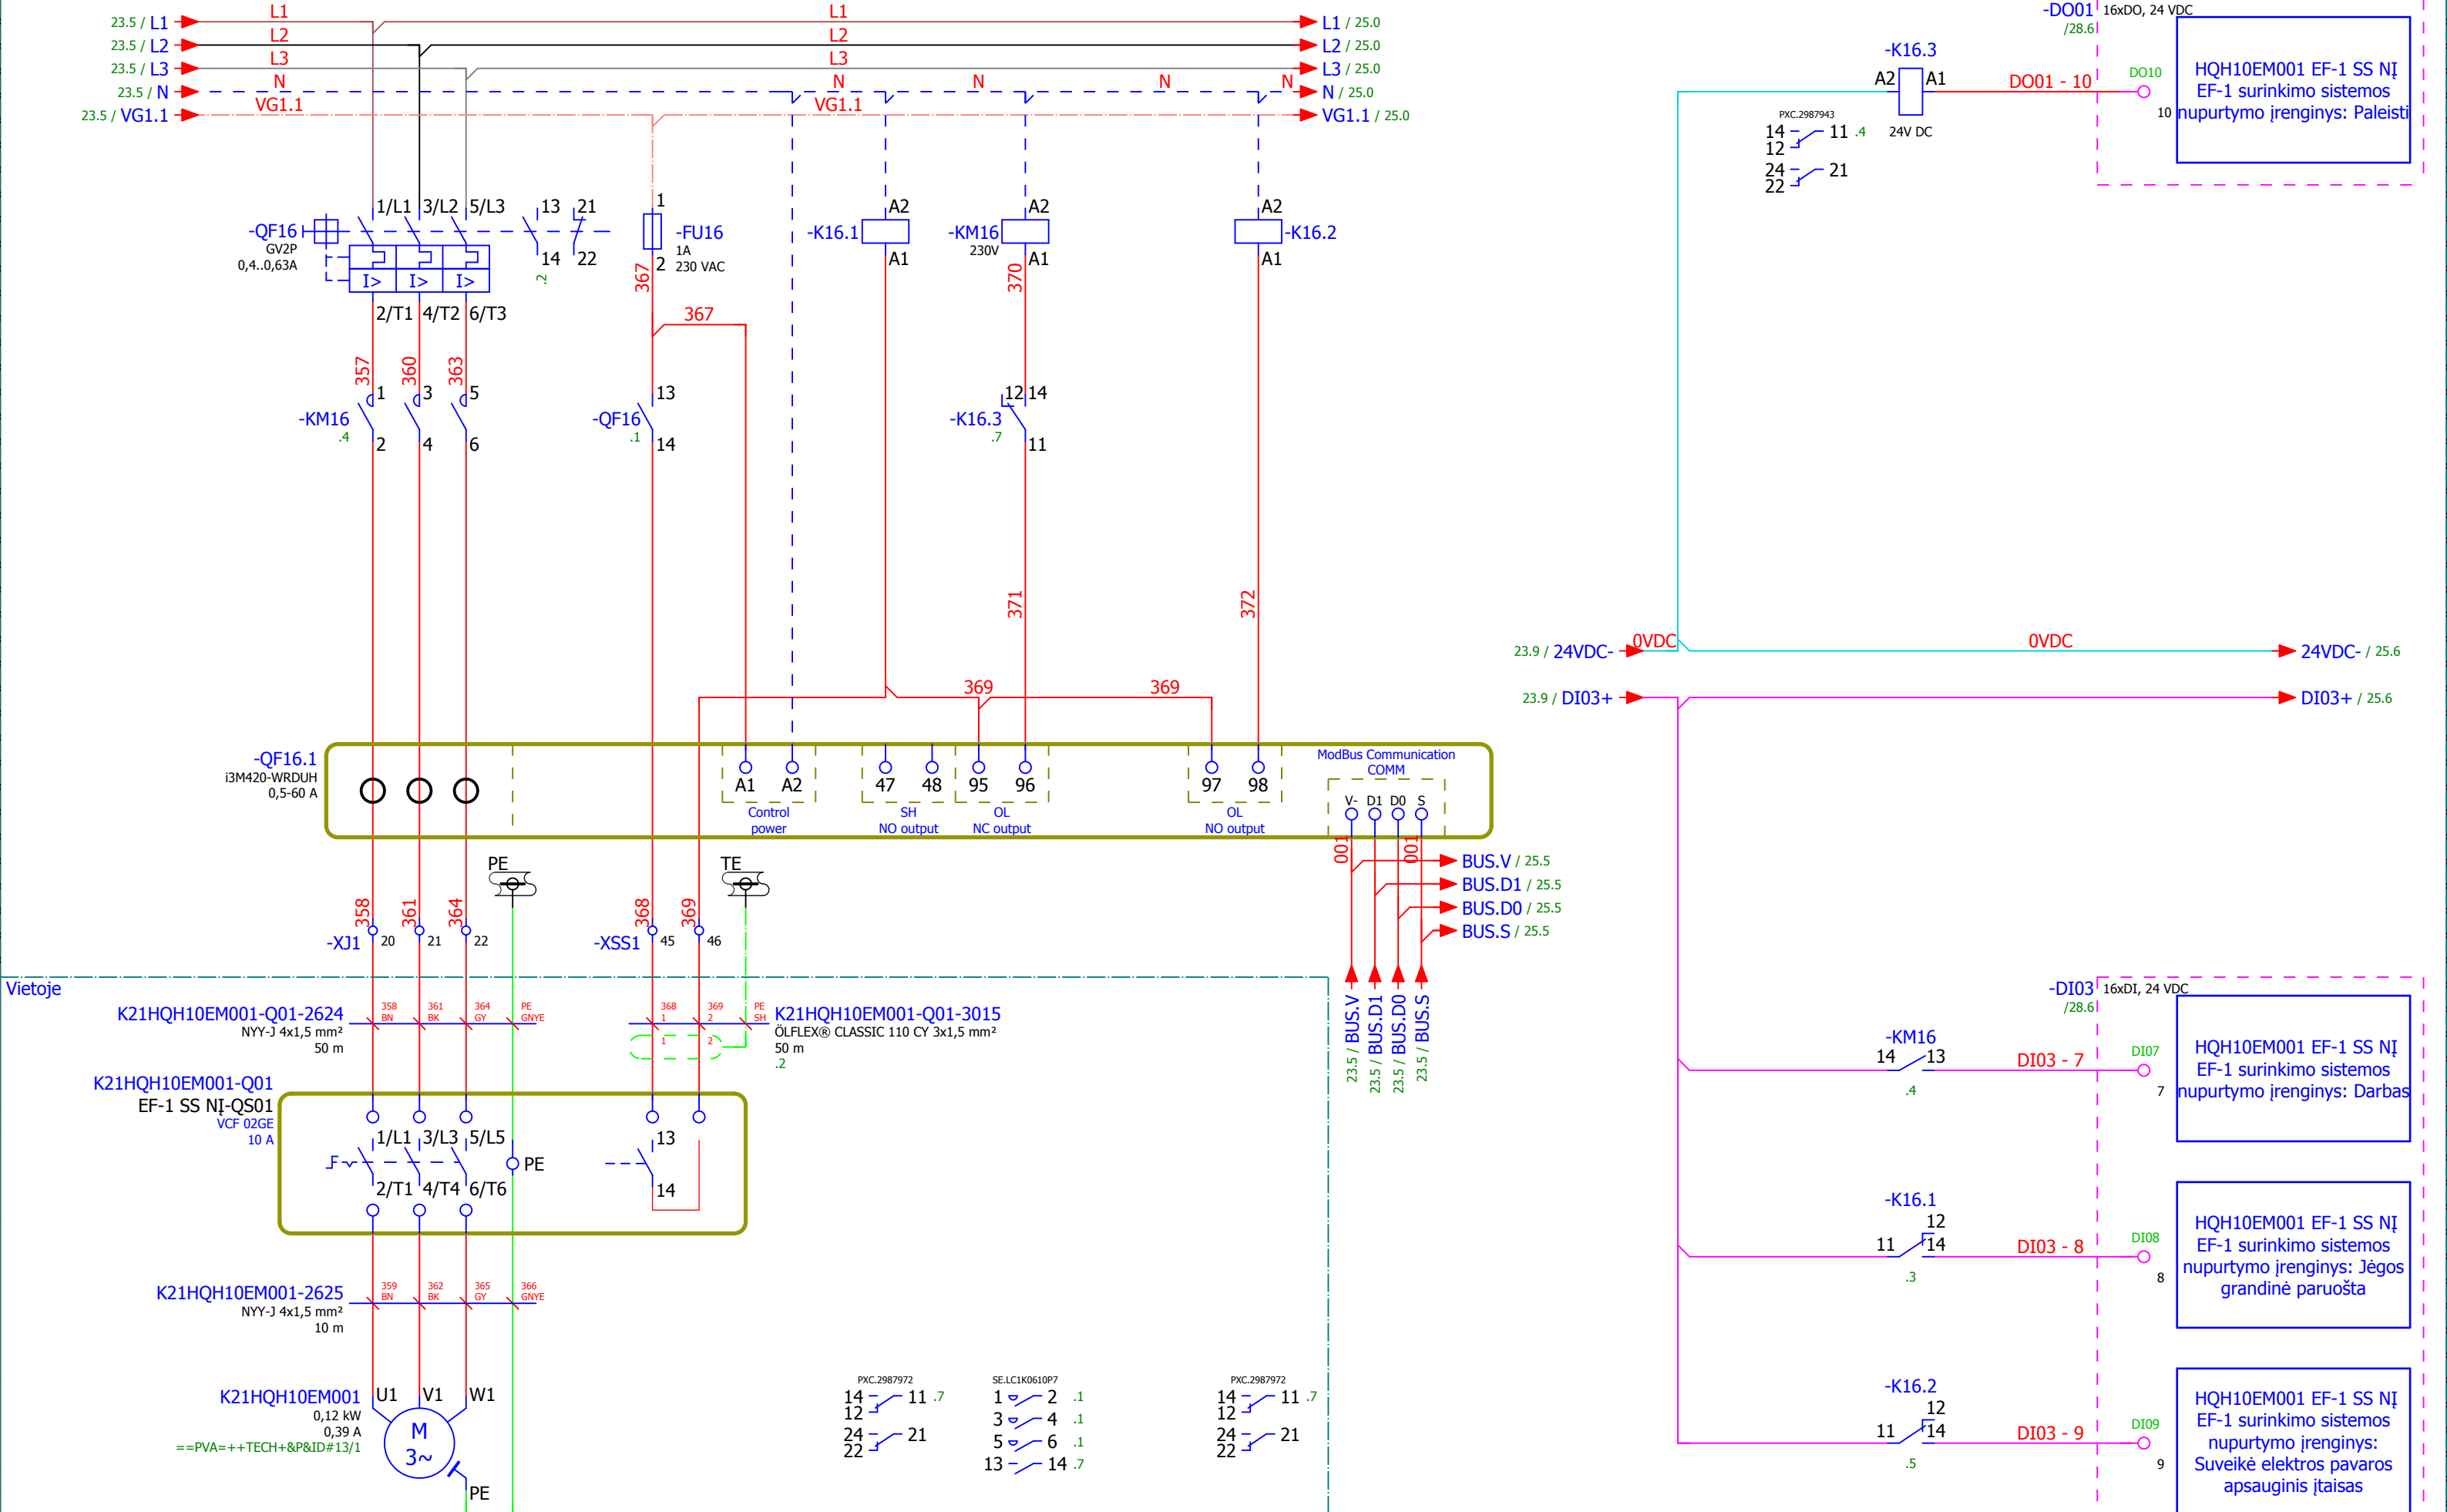 23.5 / L1
L1
L1
L1 / 25.0
23.5 / L2
L2
L2
L2 / 25.0
23.5 / L3
L3
L3
L3 / 25.0
23.5 / N
N
N
N
N
N
N / 25.0
23.5 / VG1.1
VG1.1
VG1.1
VG1.1 / 25.0
-QF16
GV2P
0,4..0,63A
1/L1 3/L2 5/L3
13 21
14 22
.2
I> I> I>
2/T1 4/T2 6/T3
1
-FU16
1A
230 VAC
2
367
367
-K16.1
A2
A1
-KM16
230V
A2
A1
370
A2
-K16.2
A1
357
360
363
-KM16
.4
1 3 5
2 4 6
-QF16
.1
13
14
-K16.3
.7
12 14
11
371
372
369
369
-QF16.1
i3M420-WRDUH
0,5-60 A
A1 A2
Control
power
47 48
SH
NO output
95 96
OL
NC output
97 98
OL
NO output
ModBus Communication
COMM
V- D1 D0 S
001
001
BUS.V / 25.5
BUS.D1 / 25.5
BUS.D0 / 25.5
BUS.S / 25.5
23.5 / BUS.V
23.5 / BUS.D1
23.5 / BUS.D0
23.5 / BUS.S
PE
TE
358
361
364
368
369
-XJ1
20 21 22
-XSS1
45 46
Vietoje
K21HQH10EM001-Q01-2624
NYY-J 4x1,5 mm²
50 m
358 361 364 PE
BN BK GY GNYE
368 369 PE
1 2 SH
1 2
K21HQH10EM001-Q01-3015
ÖLFLEX® CLASSIC 110 CY 3x1,5 mm²
50 m
.2
K21HQH10EM001-Q01
EF-1 SS NĮ-QS01
VCF 02GE
10 A
1/L1 3/L3 5/L5
2/T1 4/T4 6/T6
PE
13
14
K21HQH10EM001-2625
NYY-J 4x1,5 mm²
10 m
359 362 365 366
BN BK GY GNYE
K21HQH10EM001
0,12 kW
0,39 A
==PVA=++TECH+&P&ID#13/1
U1 V1 W1
M
3~
PE
PXC.2987972
14 11 .7
12
24 21
22
SE.LC1K0610P7
1 2 .1
3 4 .1
5 6 .1
13 14 .7
PXC.2987972
14 11 .7
12
24 21
22
-K16.3
A2 A1
24V DC
PXC.2987943
14 11 .4
12
24 21
22
DO01 - 10
-DO01
/28.6
16xDO, 24 VDC
DO10
10
HQH10EM001 EF-1 SS NĮ
EF-1 surinkimo sistemos
nupurtymo įrenginys: Paleisti
23.9 / 24VDC-
0VDC
0VDC
24VDC- / 25.6
23.9 / DI03+
DI03+ / 25.6
-DI03
/28.6
16xDI, 24 VDC
-KM16
14 13
.4
DI03 - 7
DI07
7
HQH10EM001 EF-1 SS NĮ
EF-1 surinkimo sistemos
nupurtymo įrenginys: Darbas
-K16.1
12
11 14
.3
DI03 - 8
DI08
8
HQH10EM001 EF-1 SS NĮ
EF-1 surinkimo sistemos
nupurtymo įrenginys: Jėgos
grandinė paruošta
-K16.2
12
11 14
.5
DI03 - 9
DI09
9
HQH10EM001 EF-1 SS NĮ
EF-1 surinkimo sistemos
nupurtymo įrenginys:
Suveikė elektros pavaros
apsauginis įtaisas